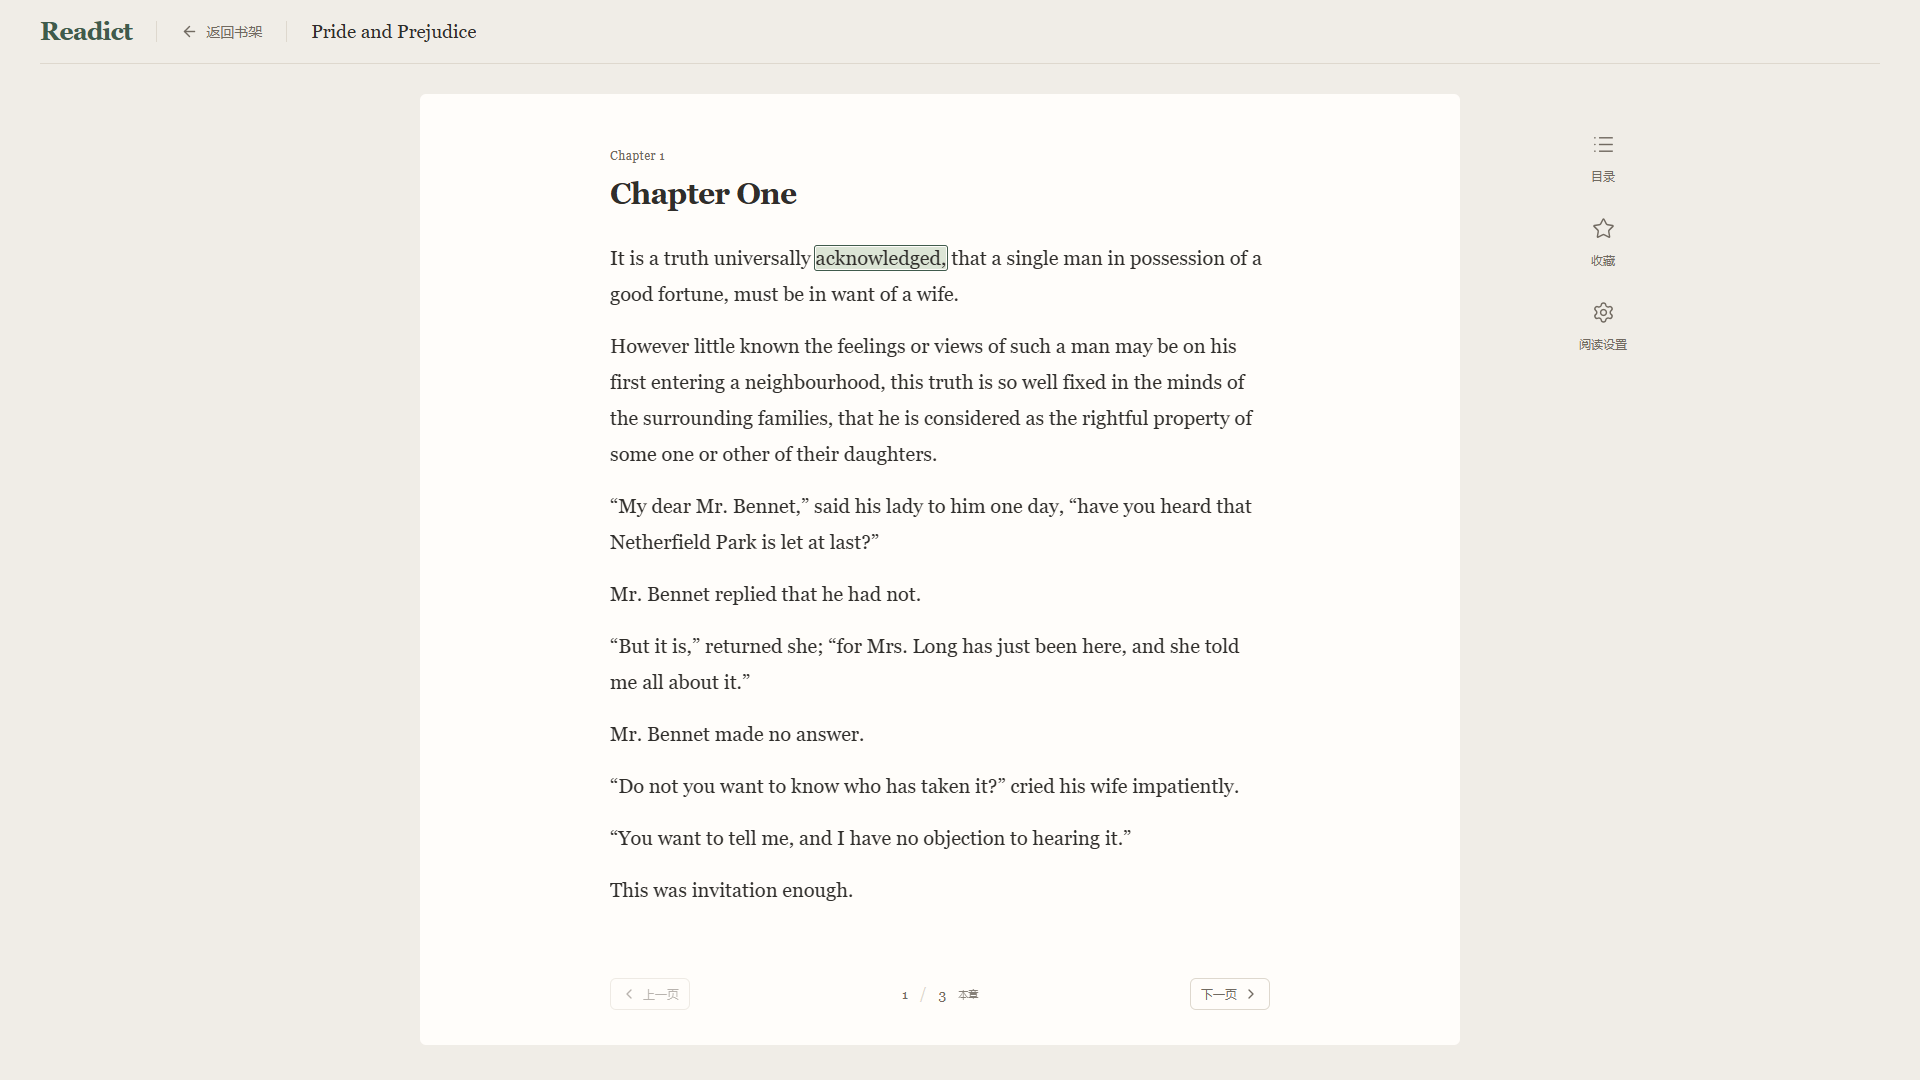 Readict
返回书架
Pride and Prejudice
目录
收藏
阅读设置
Chapter 1
Chapter One
It is a truth universally acknowledged, that a single man in possession of a
good fortune, must be in want of a wife.
However little known the feelings or views of such a man may be on his
first entering a neighbourhood, this truth is so well fixed in the minds of
the surrounding families, that he is considered as the rightful property of
some one or other of their daughters.
“My dear Mr. Bennet,” said his lady to him one day, “have you heard that
Netherfield Park is let at last?”
Mr. Bennet replied that he had not.
“But it is,” returned she; “for Mrs. Long has just been here, and she told
me all about it.”
Mr. Bennet made no answer.
“Do not you want to know who has taken it?” cried his wife impatiently.
“You want to tell me, and I have no objection to hearing it.”
This was invitation enough.
上一页
1 / 3 本章
下一页